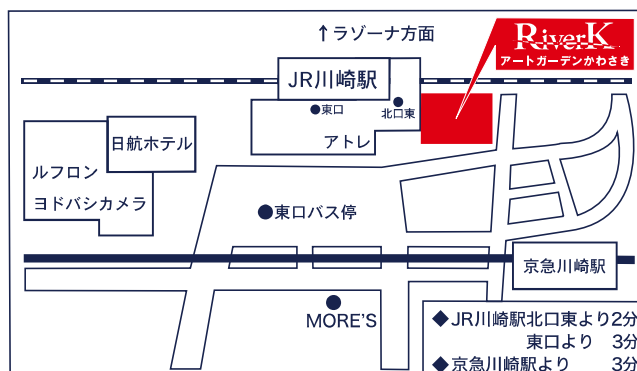 ↑ラゾーナ方面
RiverK
アートガーデンかわさき
JR川崎駅
●東口
北口東
アトレ
日航ホテル
ルフロン
ヨドバシカメラ
●東口バス停
京急川崎駅
MORE'S
◆JR川崎駅北口東より2分
東口より 3分
◆京急川崎駅より 3分